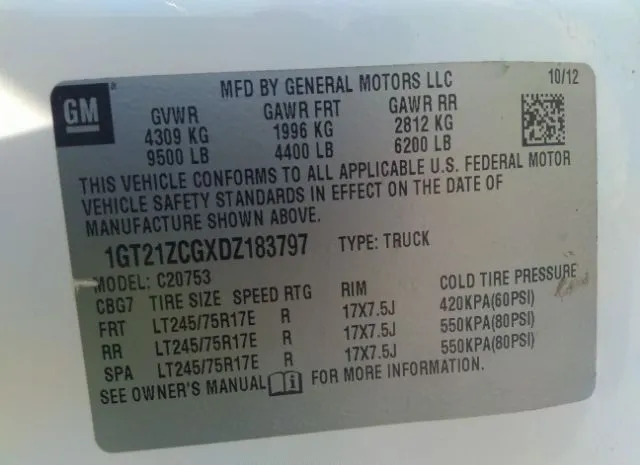 MFD BY GENERAL MOTORS LLC 10/12
GM
GVWR GAWR FRT GAWR RR
4309 KG 1996 KG 2812 KG
9500 LB 4400 LB 6200 LB
THIS VEHICLE CONFORMS TO ALL APPLICABLE U.S. FEDERAL MOTOR
VEHICLE SAFETY STANDARDS IN EFFECT ON THE DATE OF
MANUFACTURE SHOWN ABOVE.
1GT21ZCGXDZ183797 TYPE: TRUCK
MODEL: C20753
CBG7 TIRE SIZE SPEED RTG RIM COLD TIRE PRESSURE
FRT LT245/75R17E R 17X7.5J 420KPA(60PSI)
RR LT245/75R17E R 17X7.5J 550KPA(80PSI)
SPA LT245/75R17E R 17X7.5J 550KPA(80PSI)
SEE OWNER'S MANUAL i FOR MORE INFORMATION.